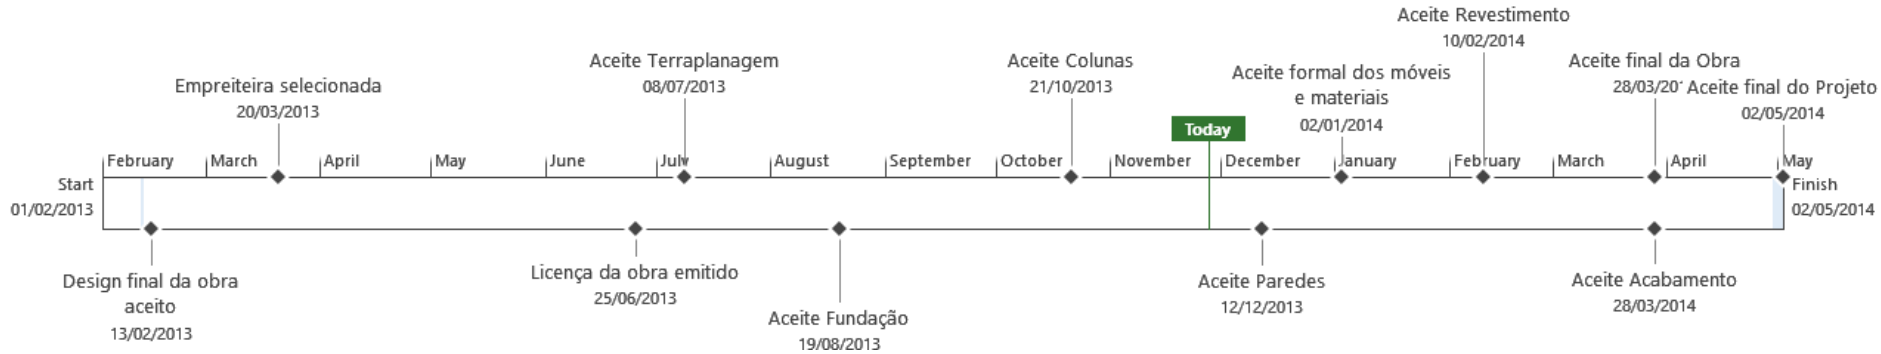 Aceite Revestimento
10/02/2014
Aceite Terraplanagem
08/07/2013
Aceite Colunas
21/10/2013
Aceite final da Obra
28/03/20
Aceite formal dos móveis
e materiais
02/01/2014
Empreiteira selecionada
20/03/2013
Aceite final do Projeto
02/05/2014
Today
February March April May June July August September October November December January February March April May
Start
01/02/2013
Finish
02/05/2014
Design final da obra
aceito
13/02/2013
Licença da obra emitido
25/06/2013
Aceite Fundação
19/08/2013
Aceite Paredes
12/12/2013
Aceite Acabamento
28/03/2014